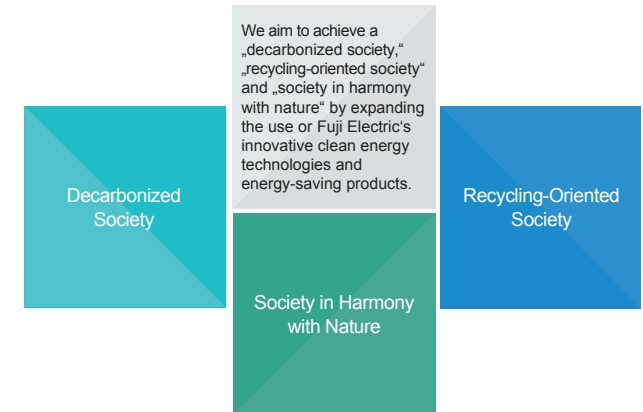 We aim to achieve a
„decarbonized society,“
„recycling-oriented society“
and „society in harmony
with nature“ by expanding
the use or Fuji Electric‘s
innovative clean energy
technologies and
energy-saving products.
Decarbonized
Society
Recycling-Oriented
Society
Society in Harmony
with Nature